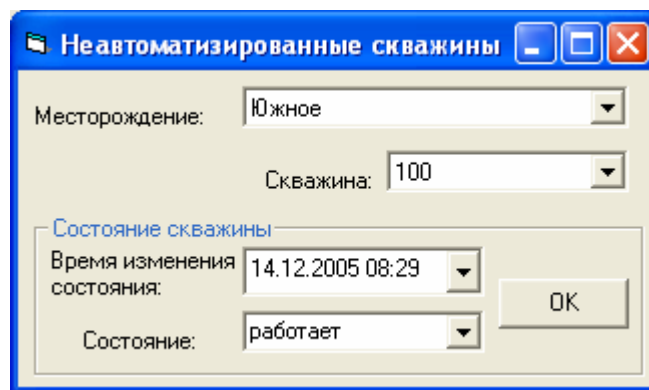 Неавтоматизированные скважины
Месторождение: Южное
Скважина: 100
Состояние скважины
Время изменения
состояния: 14.12.2005 08:29
OK
Состояние: работает